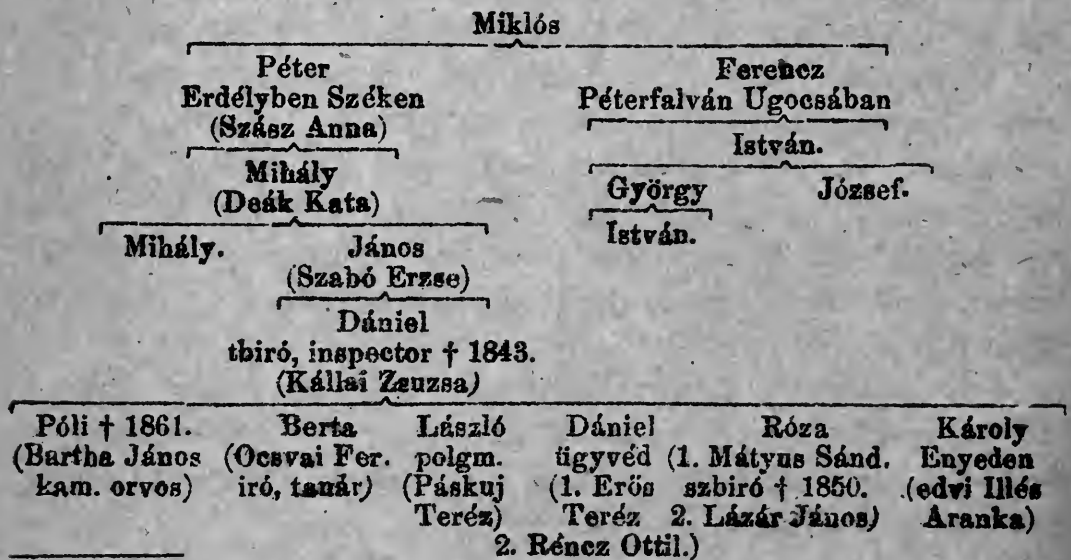 Miklós
Péter Ferencz
Erdélyben Széken Péterfalván Ugocsában
(Szász Anna) István.
Mihály György József.
(Deák Kata) István.
Mihály. János
(Szabó Erzse)
Dániel
tbiró, inspector † 1843.
(Kállai Zsuzsa)
Póli † 1861. Berta László Dániel Róza Károly
(Bartha János (Ocsvai Fer. polgm. ügyvéd (1. Mátyus Sánd. Enyeden
kam. orvos) iró, tanár) (Páskuj (1. Erős szbiró † 1850. (edvi Illés
Teréz) Teréz 2. Lázár János) Aranka)
2. Réncz Ottil.)